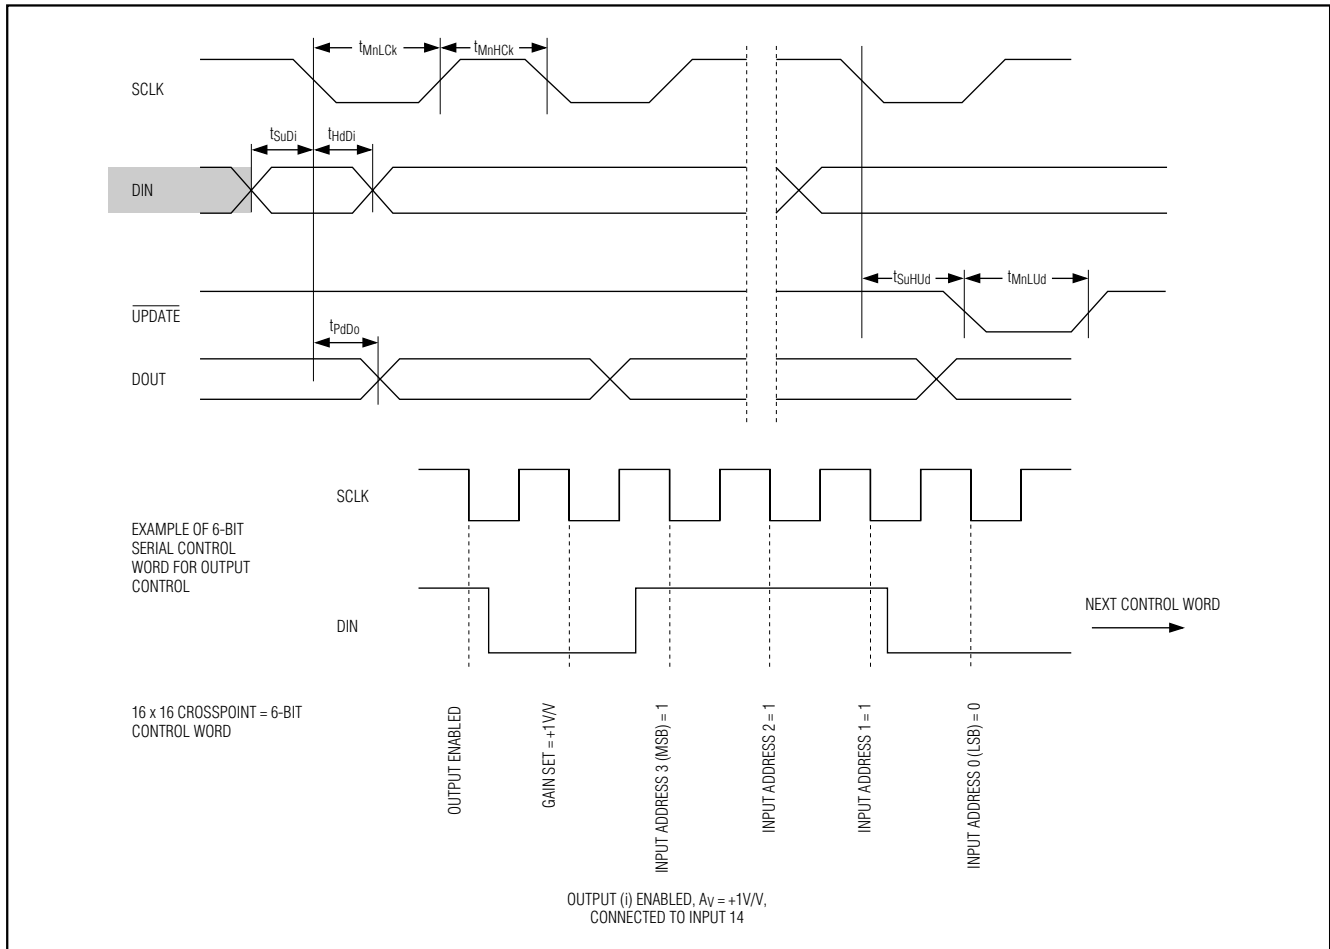 tMnLCk
tMnHCk
SCLK
tSuDi
tHdDi
DIN
tSuHUd
tMnLUd
UPDATE
tPdDo
DOUT
SCLK
EXAMPLE OF 6-BIT
SERIAL CONTROL
WORD FOR OUTPUT
CONTROL
DIN
NEXT CONTROL WORD
16 x 16 CROSSPOINT = 6-BIT
CONTROL WORD
OUTPUT ENABLED
GAIN SET = +1V/V
INPUT ADDRESS 3 (MSB) = 1
INPUT ADDRESS 2 = 1
INPUT ADDRESS 1 = 1
INPUT ADDRESS 0 (LSB) = 0
OUTPUT (i) ENABLED, AV = +1V/V,
CONNECTED TO INPUT 14